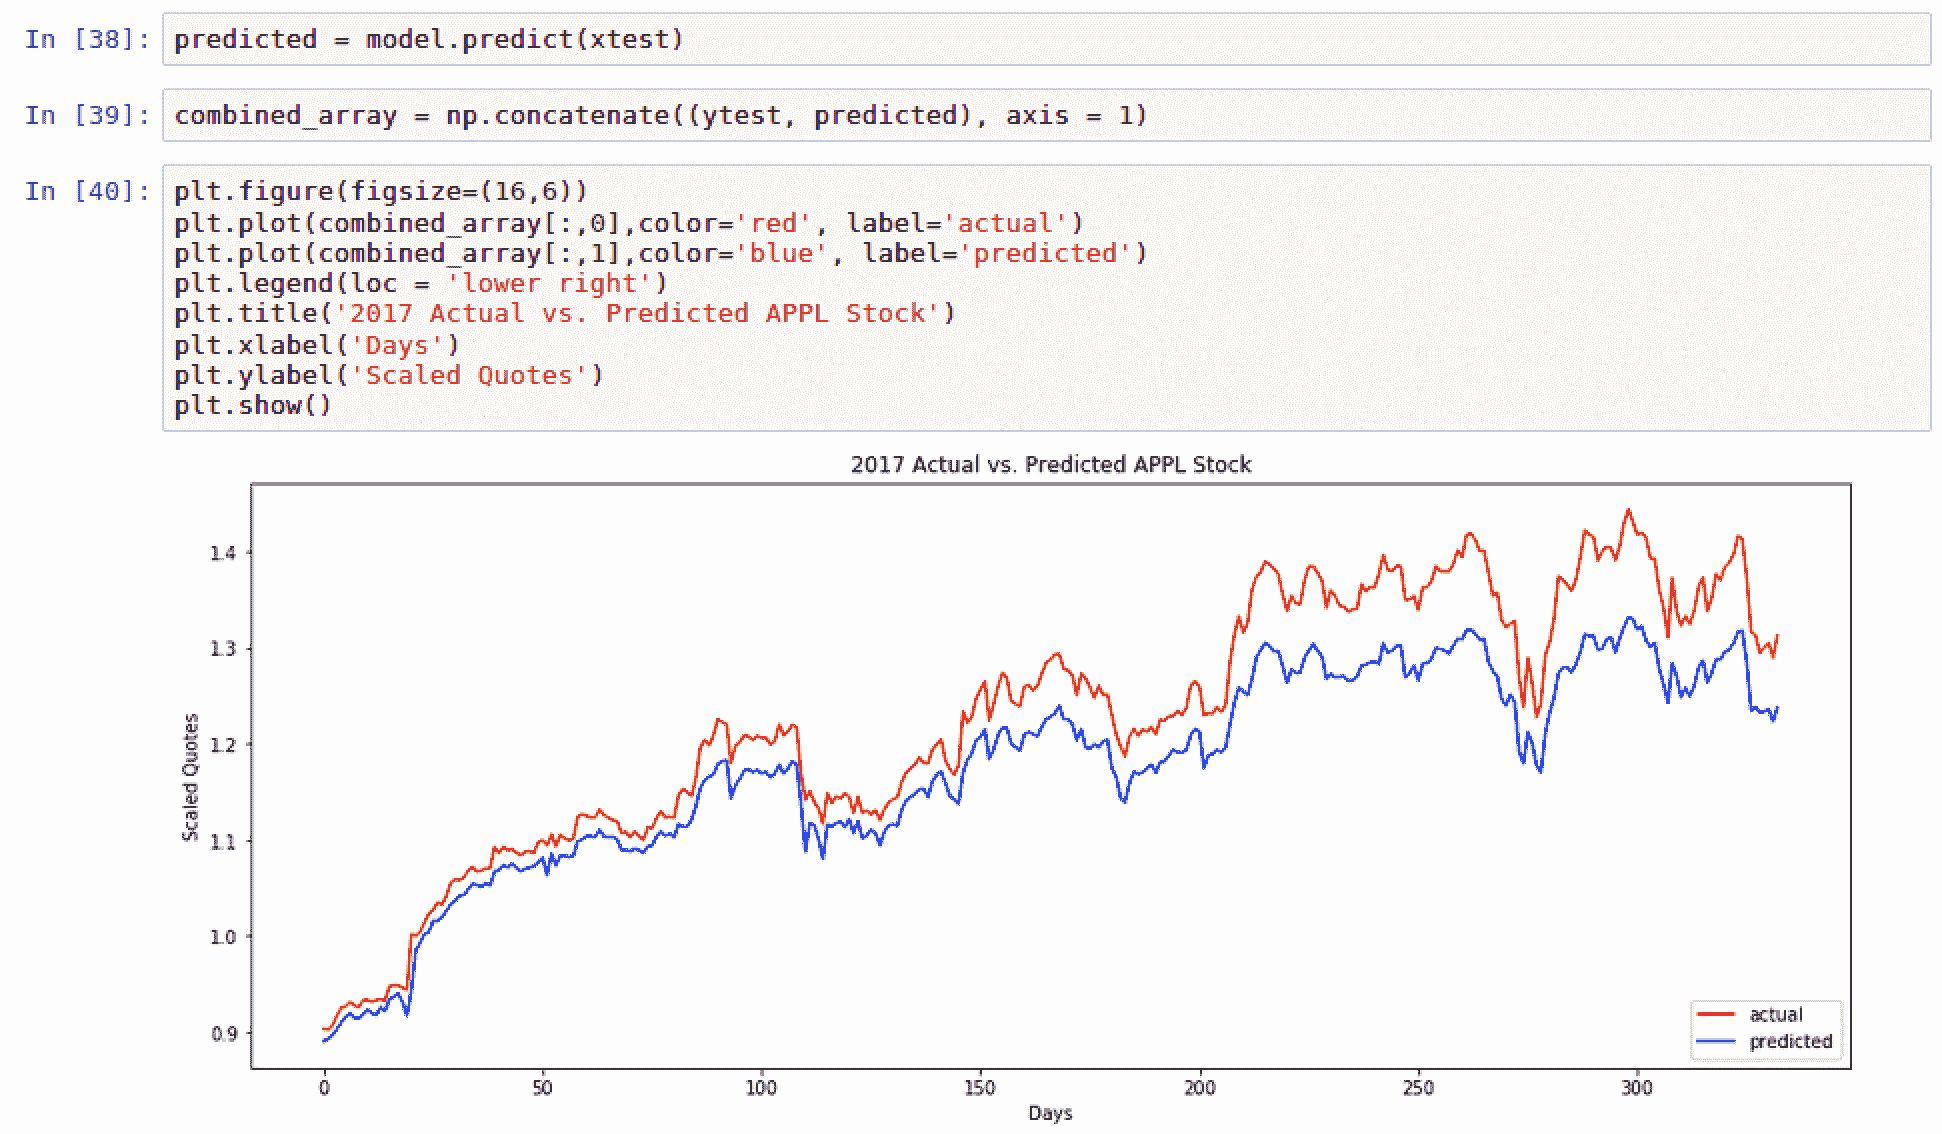 In [38]: predicted = model.predict(xtest)
In [39]: combined_array = np.concatenate((ytest, predicted), axis = 1)
In [40]: plt.figure(figsize=(16,6))
plt.plot(combined_array[:,0],color='red', label='actual')
plt.plot(combined_array[:,1],color='blue', label='predicted')
plt.legend(loc = 'lower right')
plt.title('2017 Actual vs. Predicted APPL Stock')
plt.xlabel('Days')
plt.ylabel('Scaled Quotes')
plt.show()
2017 Actual vs. Predicted APPL Stock
Scaled Quotes
1.4
1.3
1.2
1.1
1.0
0.9
actual
predicted
0 50 100 150 200 250 300
Days